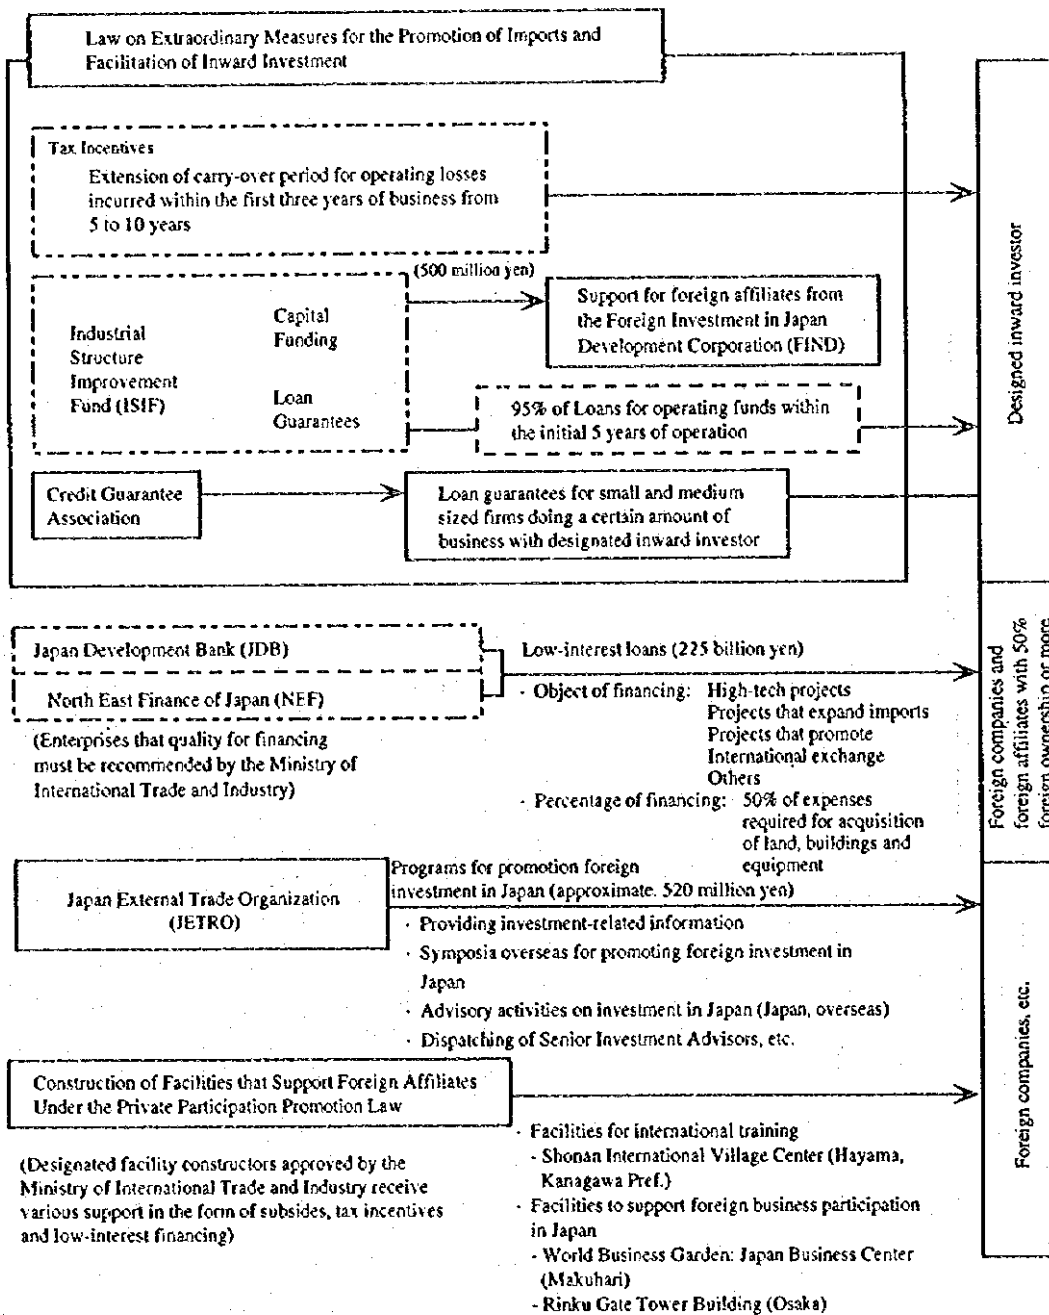 Law on Extraordinary Measures for the Promotion of Imports and
Facilitation of Inward Investment
Tax Incentives
Extension of carry-over period for operating losses
incurred within the first three years of business from
5 to 10 years
(500 million yen)
Industrial
Structure
Improvement
Fund (ISIF)
Capital
Funding
Loan
Guarantees
Support for foreign affiliates from
the Foreign Investment in Japan
Development Corporation (FIND)
95% of Loans for operating funds within
the initial 5 years of operation
Credit Guarantee
Association
Loan guarantees for small and medium
sized firms doing a certain amount of
business with designated inward investor
Designed inward investor
Japan Development Bank (JDB)
North East Finance of Japan (NEF)
(Enterprises that quality for financing
must be recommended by the Ministry of
International Trade and Industry)
Low-interest loans (225 billion yen)
· Object of financing: High-tech projects
Projects that expand imports
Projects that promote
International exchange
Others
· Percentage of financing: 50% of expenses
required for acquisition
of land, buildings and
equipment
Foreign companies and
foreign affiliates with 50%
foreign ownership or more
Japan External Trade Organization
(JETRO)
Programs for promotion foreign
investment in Japan (approximate. 520 million yen)
· Providing investment-related information
· Symposia overseas for promoting foreign investment in
Japan
· Advisory activities on investment in Japan (Japan, overseas)
· Dispatching of Senior Investment Advisors, etc.
Construction of Facilities that Support Foreign Affiliates
Under the Private Participation Promotion Law
(Designated facility constructors approved by the
Ministry of International Trade and Industry receive
various support in the form of subsides, tax incentives
and low-interest financing)
· Facilities for international training
- Shonan International Village Center (Hayama,
Kanagawa Pref.)
· Facilities to support foreign business participation
in Japan
- World Business Garden: Japan Business Center
(Makuhari)
- Rinku Gate Tower Building (Osaka)
Foreign companies, etc.